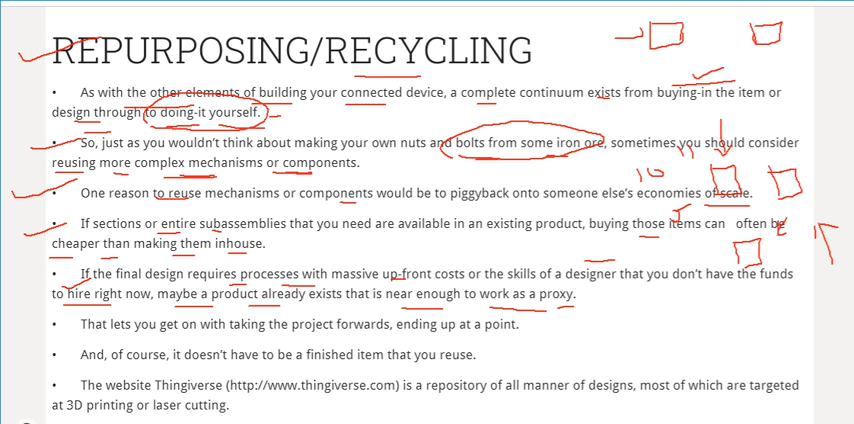 REPURPOSING/RECYCLING
• As with the other elements of building your connected device, a complete continuum exists from buying-in the item or
design through to doing-it yourself.
• So, just as you wouldn't think about making your own nuts and bolts from some iron ore, sometimes you should consider
reusing more complex mechanisms or components.
10 11
• One reason to reuse mechanisms or components would be to piggyback onto someone else's economies of scale.
• If sections or entire subassemblies that you need are available in an existing product, buying those items can often be
cheaper than making them inhouse.
• If the final design requires processes with massive up-front costs or the skills of a designer that you don't have the funds
to hire right now, maybe a product already exists that is near enough to work as a proxy.
• That lets you get on with taking the project forwards, ending up at a point.
• And, of course, it doesn't have to be a finished item that you reuse.
• The website Thingiverse (http://www.thingiverse.com) is a repository of all manner of designs, most of which are targeted
at 3D printing or laser cutting.